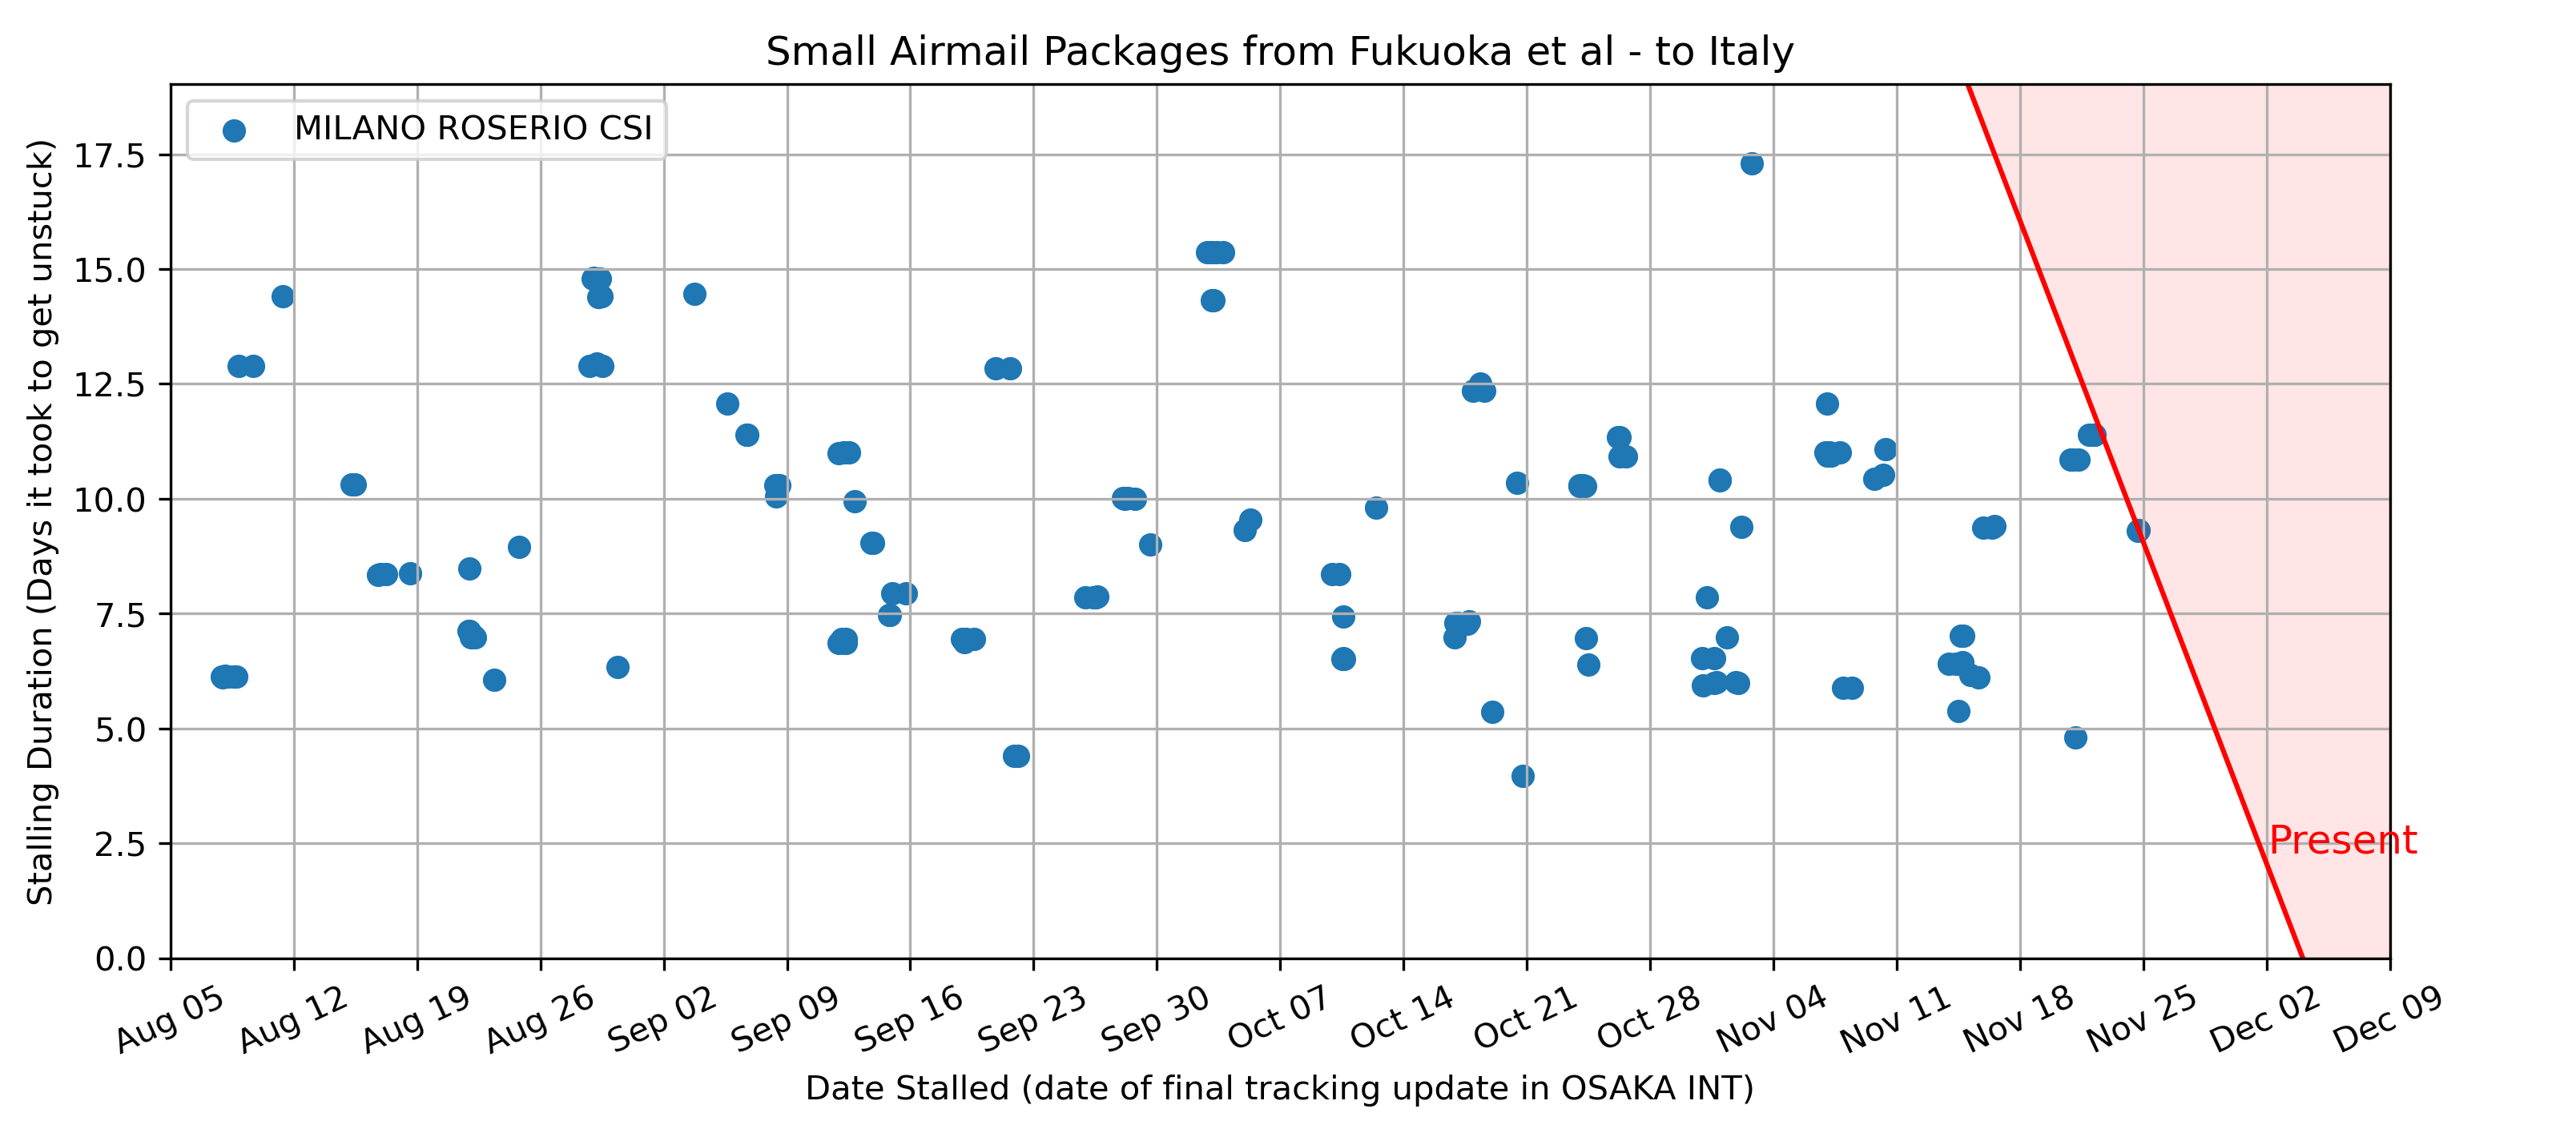 Small Airmail Packages from Fukuoka et al - to Italy
MILANO ROSERIO CSI
Stalling Duration (Days it took to get unstuck)
17.5
15.0
12.5
10.0
7.5
5.0
2.5
0.0
Present
Aug 05 Aug 12 Aug 19 Aug 26 Sep 02 Sep 09 Sep 16 Sep 23 Sep 30 Oct 07 Oct 14 Oct 21 Oct 28 Nov 04 Nov 11 Nov 18 Nov 25 Dec 02 Dec 09
Date Stalled (date of final tracking update in OSAKA INT)